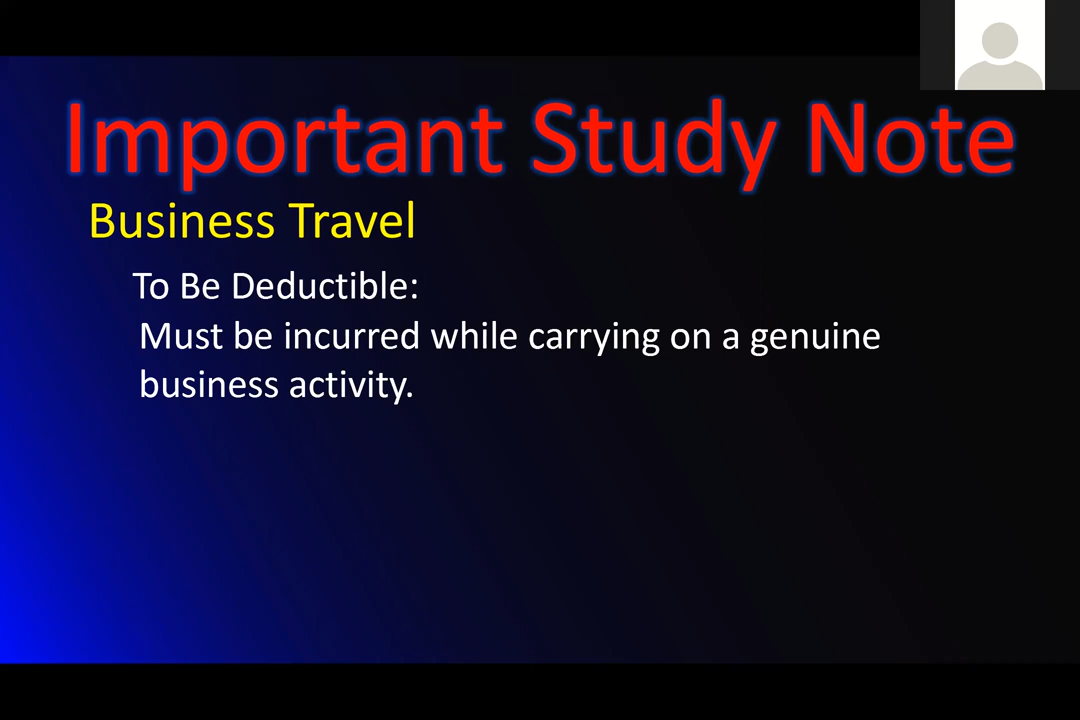 Important Study Note
Business Travel
To Be Deductible:
Must be incurred while carrying on a genuine
business activity.